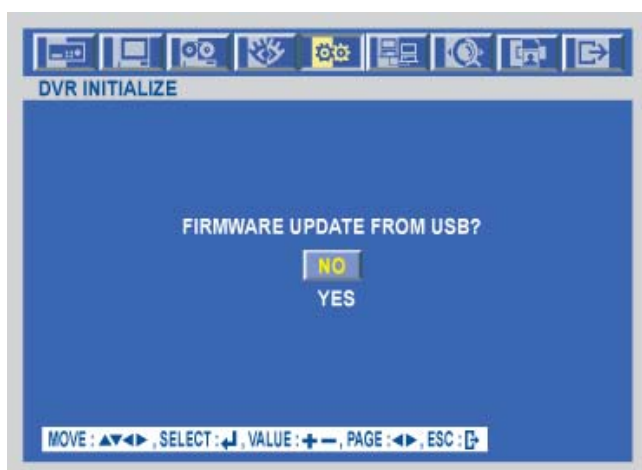 DVR INITIALIZE
FIRMWARE UPDATE FROM USB?
NO
YES
MOVE : ▲▼◀▶ , SELECT : ↵ , VALUE : + − , PAGE : ◀▶ , ESC :